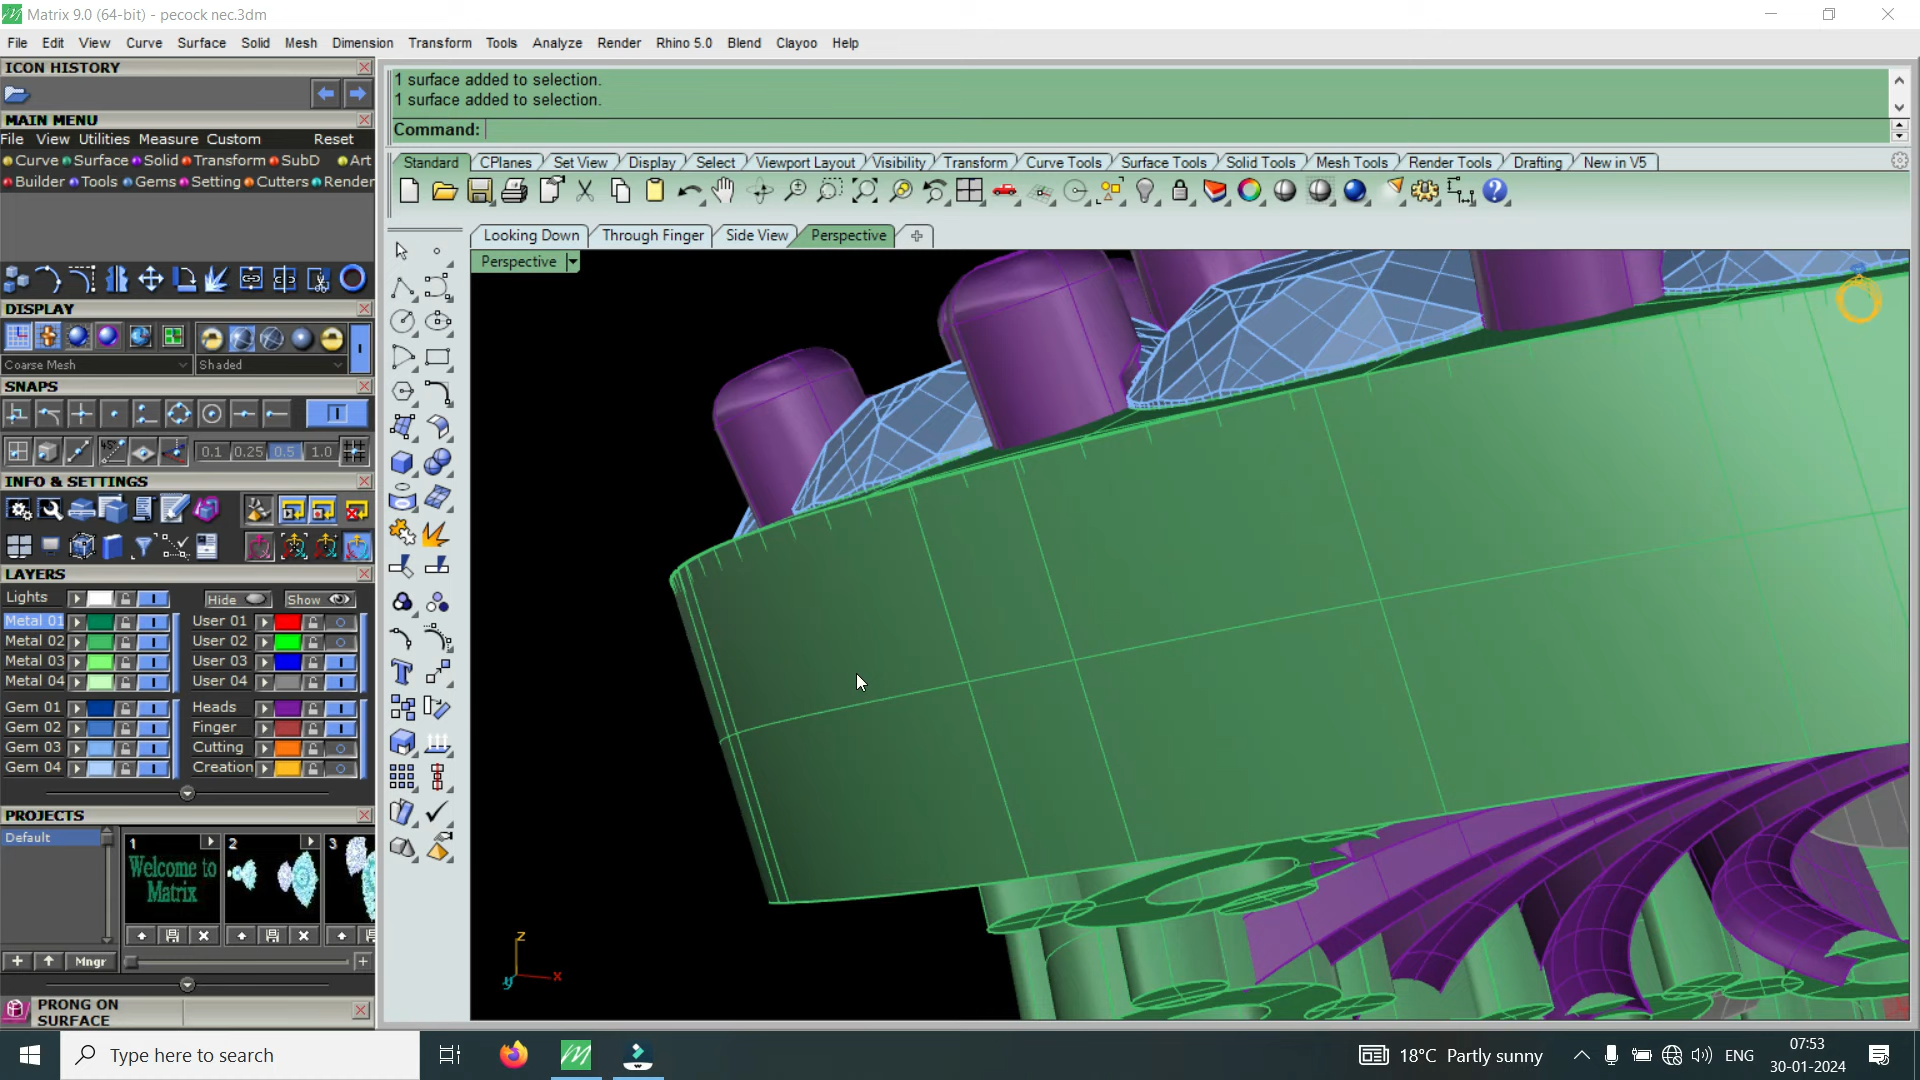 Matrix 9.0 (64-bit) - pecock nec.3dm
File Edit View Curve Surface Solid Mesh Dimension Transform Tools Analyze Render Rhino 5.0 Blend Clayoo Help
ICON HISTORY
MAIN MENU
File View Utilities Measure Custom Reset
Curve Surface Solid Transform SubD Art
Builder Tools Gems Setting Cutters Render
DISPLAY
Coarse Mesh Shaded
SNAPS
0.1 0.25 0.5 1.0
INFO & SETTINGS
LAYERS
Lights Hide Show
Metal 01 User 01
Metal 02 User 02
Metal 03 User 03
Metal 04 User 04
Gem 01 Heads
Gem 02 Finger
Gem 03 Cutting
Gem 04 Creation
PROJECTS
Default
1 2 3
Welcome to
Matrix
Mngr
PRONG ON
SURFACE
1 surface added to selection.
1 surface added to selection.
Command:
Standard CPlanes Set View Display Select Viewport Layout Visibility Transform Curve Tools Surface Tools Solid Tools Mesh Tools Render Tools Drafting New in V5
Looking Down Through Finger Side View Perspective
Perspective
z
x
y
Type here to search
18°C Partly sunny
ENG
07:53
30-01-2024